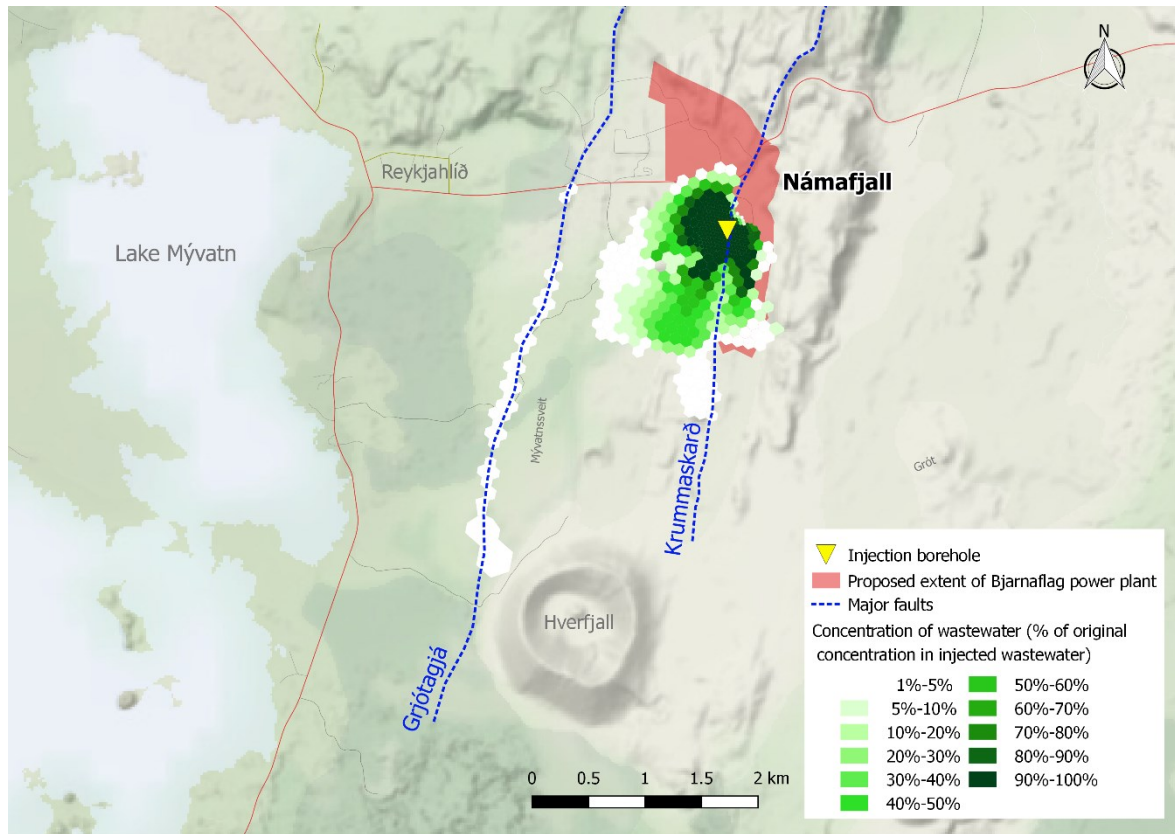 N
Reykjahlíð
Námafjall
Lake Mývatn
Mývatnssveit
Grót
Krummaskarð
Hverfjall
Grjótagjá
Injection borehole
Proposed extent of Bjarnaflag power plant
Major faults
Concentration of wastewater (% of original
concentration in injected wastewater)
1%-5% 50%-60%
5%-10% 60%-70%
10%-20% 70%-80%
20%-30% 80%-90%
30%-40% 90%-100%
40%-50%
0 0.5 1 1.5 2 km